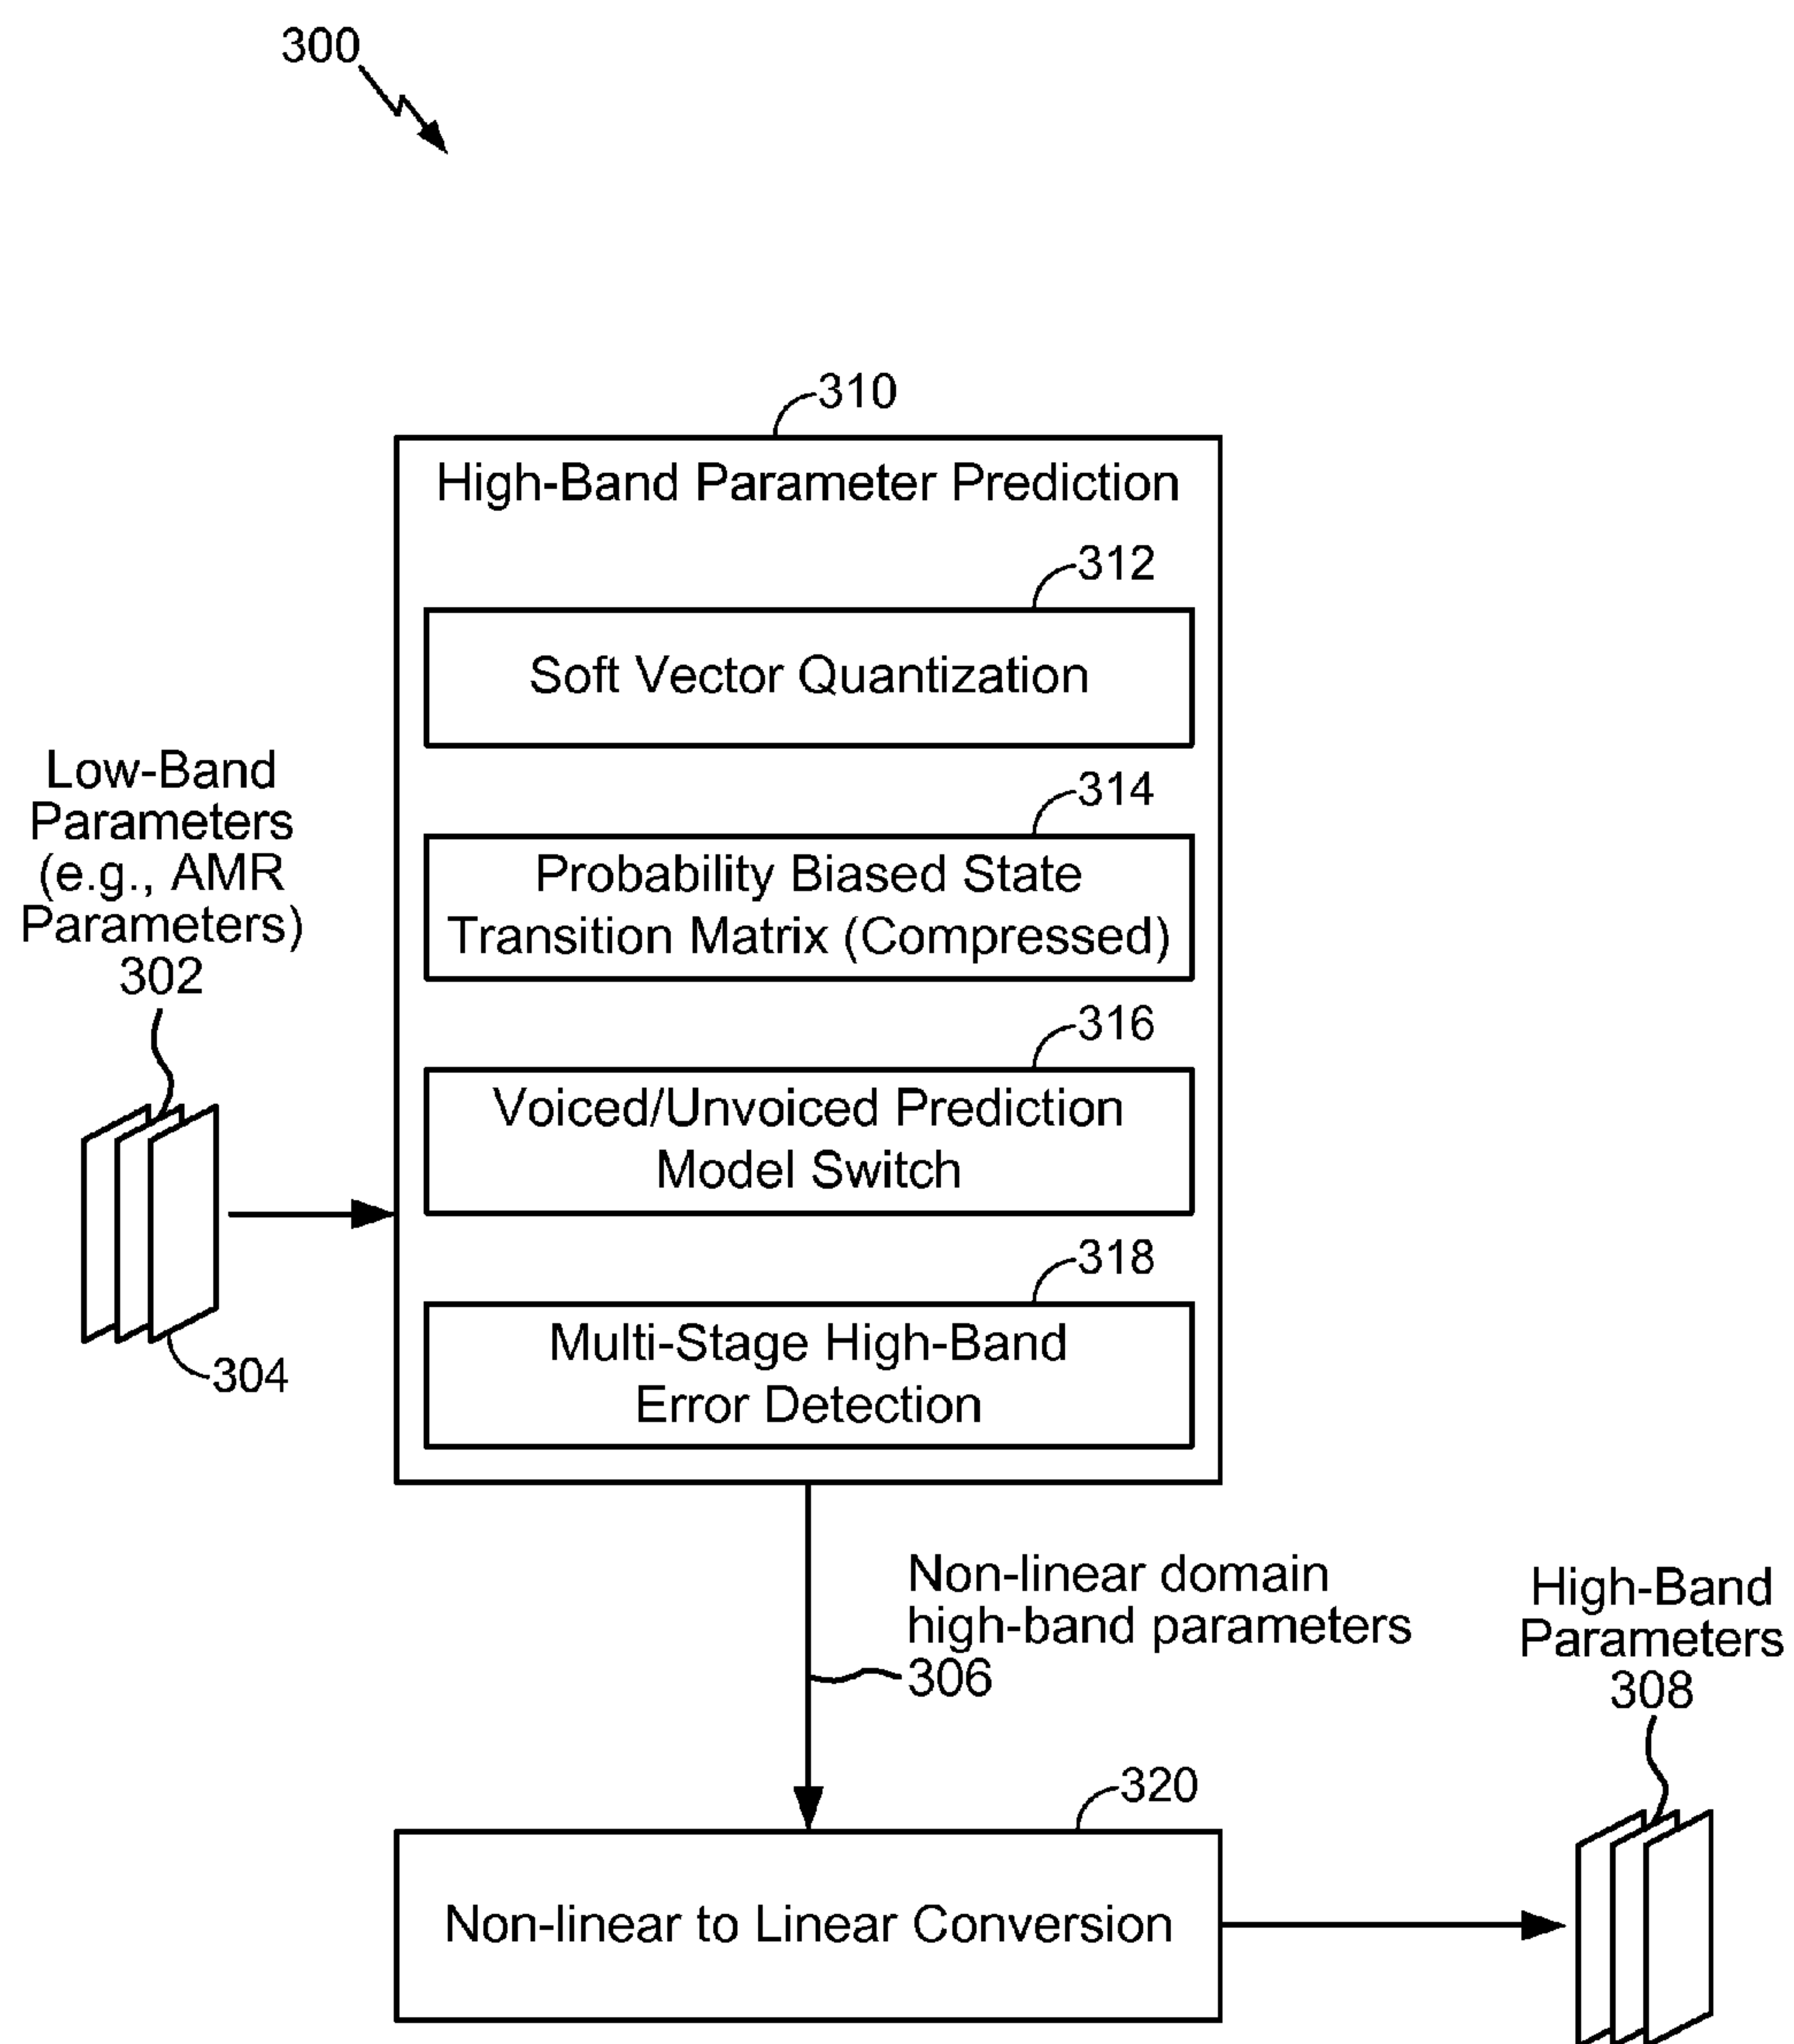 300
310
High-Band Parameter Prediction
312
Soft Vector Quantization
314
Probability Biased State
Transition Matrix (Compressed)
316
Voiced/Unvoiced Prediction
Model Switch
318
Multi-Stage High-Band
Error Detection
Low-Band
Parameters
(e.g., AMR
Parameters)
302
304
Non-linear domain
high-band parameters
306
320
Non-linear to Linear Conversion
High-Band
Parameters
308